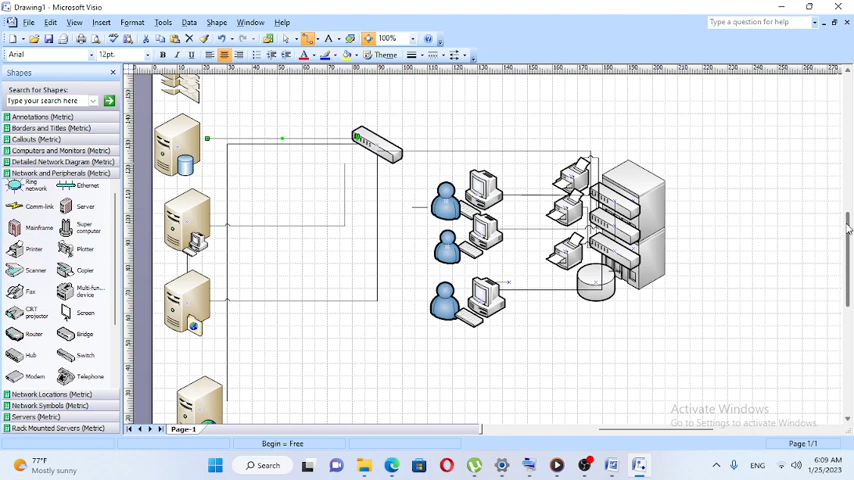 Drawing1 - Microsoft Visio
File Edit View Insert Format Tools Data Shape Window Help
Type a question for help
100%
Arial 12pt. Theme
Shapes
Search for Shapes:
Type your search here
Annotations (Metric)
Borders and Titles (Metric)
Callouts (Metric)
Computers and Monitors (Metric)
Detailed Network Diagram (Metric)
Network and Peripherals (Metric)
Ring network Ethernet
Comm-link Server
Mainframe Super computer
Printer Plotter
Scanner Copier
Fax Multi-fun... device
CRT projector Screen
Router Bridge
Hub Switch
Modem Telephone
Network Locations (Metric)
Network Symbols (Metric)
Servers (Metric)
Rack Mounted Servers (Metric)
Activate Windows
Go to Settings to activate Windows.
Page-1
Begin = Free
Page 1/1
77°F
Mostly sunny
Search
ENG
6:09 AM
1/25/2023